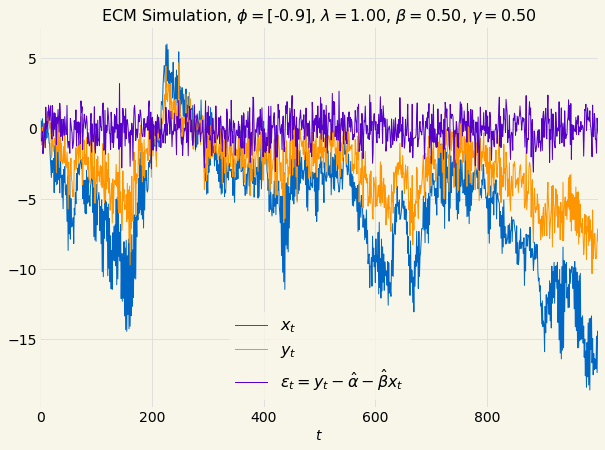 ECM Simulation, ϕ = [-0.9], λ = 1.00, β = 0.50, γ = 0.50
5
0
−5
−10
−15
x_t
y_t
ε_t = y_t − α̂ − β̂x_t
0 200 400 600 800
t